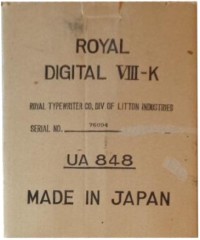 ROYAL
DIGITAL VIII-K
ROYAL TYPEWRITER CO. DIV OF LITTON INDUSTRIES
SERIAL NO.
UA 848
MADE IN JAPAN